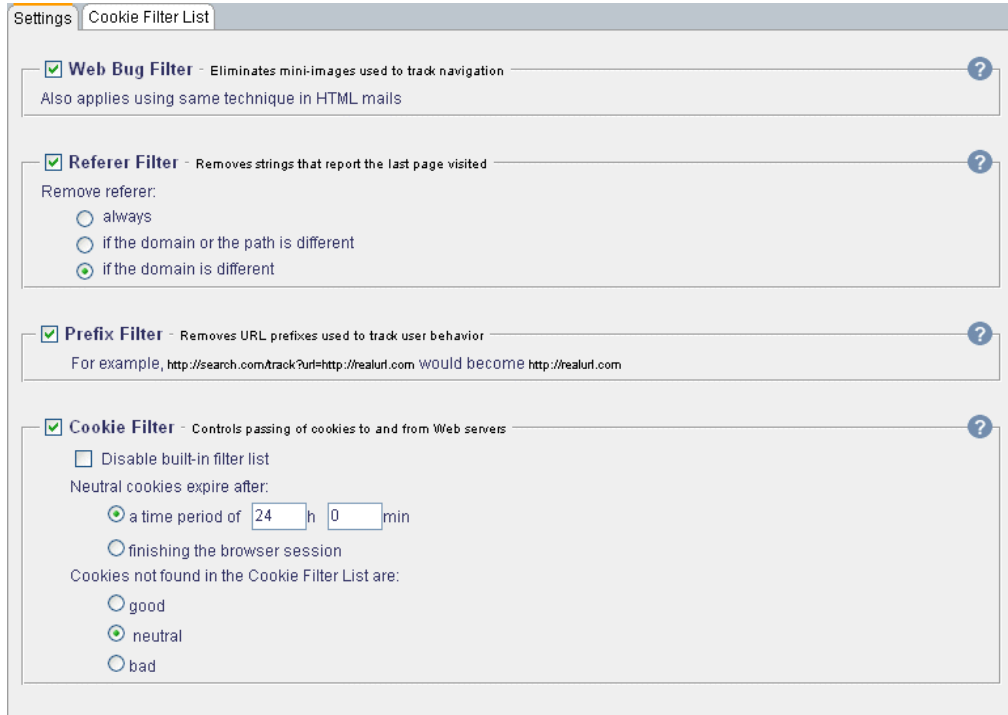 Settings Cookie Filter List
Web Bug Filter - Eliminates mini-images used to track navigation ?
Also applies using same technique in HTML mails
Referer Filter - Removes strings that report the last page visited ?
Remove referer:
always
if the domain or the path is different
if the domain is different
Prefix Filter - Removes URL prefixes used to track user behavior ?
For example, http://search.com/track?url=http://realurl.com would become http://realurl.com
Cookie Filter - Controls passing of cookies to and from Web servers ?
Disable built-in filter list
Neutral cookies expire after:
a time period of 24 h 0 min
finishing the browser session
Cookies not found in the Cookie Filter List are:
good
neutral
bad